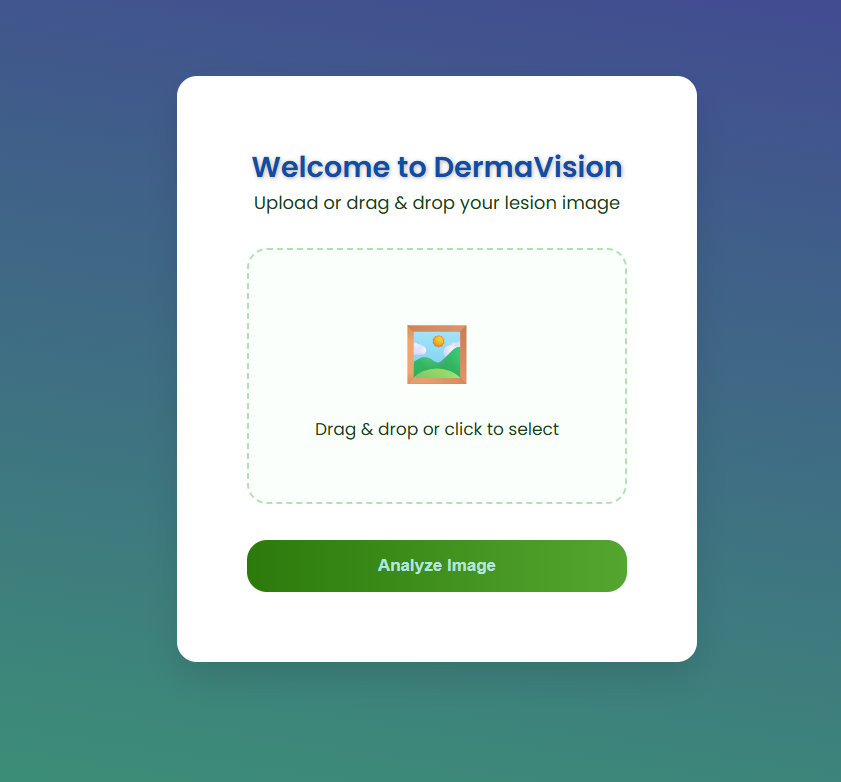 Welcome to DermaVision
Upload or drag & drop your lesion image
Drag & drop or click to select
Analyze Image